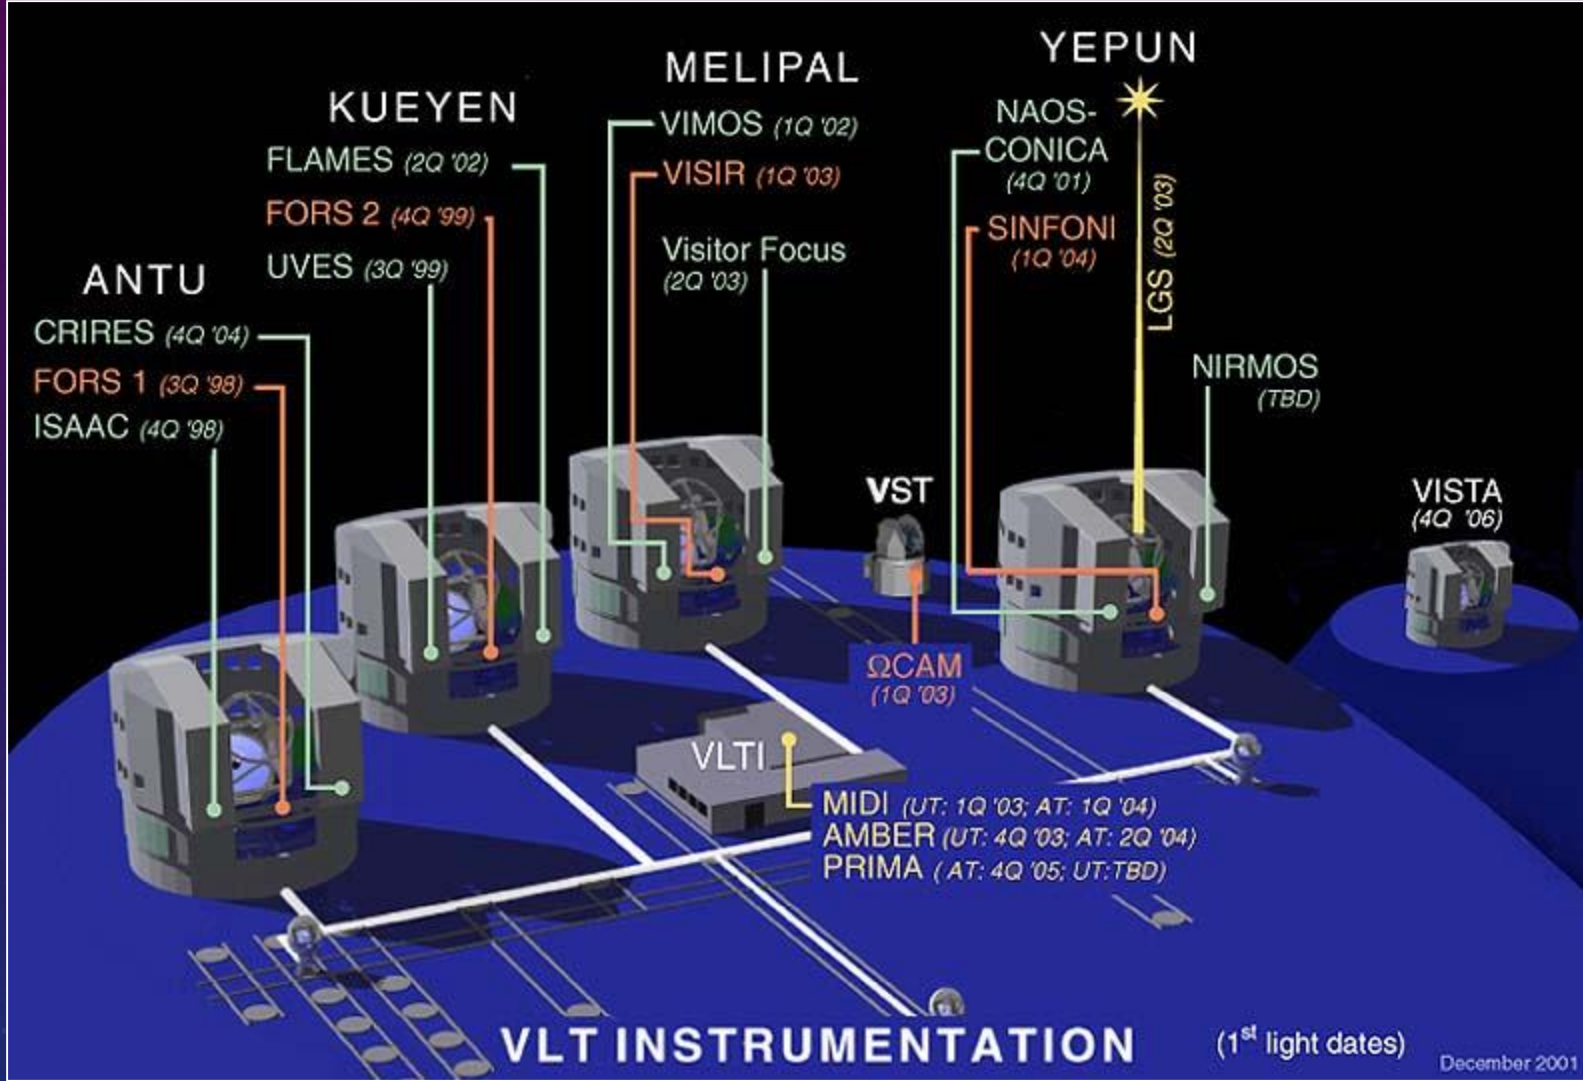 ANTU
CRIRES (4Q '04)
FORS 1 (3Q '98)
ISAAC (4Q '98)
KUEYEN
FLAMES (2Q '02)
FORS 2 (4Q '99)
UVES (3Q '99)
MELIPAL
VIMOS (1Q '02)
VISIR (1Q '03)
Visitor Focus
(2Q '03)
VST
ΩCAM
(1Q '03)
YEPUN
NAOS-
CONICA
(4Q '01)
SINFONI
(1Q '04)
LGS (2Q '03)
NIRMOS
(TBD)
VISTA
(4Q '06)
VLTI
MIDI (UT: 1Q '03; AT: 1Q '04)
AMBER (UT: 4Q '03; AT: 2Q '04)
PRIMA ( AT: 4Q '05; UT:TBD)
VLT INSTRUMENTATION
(1st light dates)
December 2001